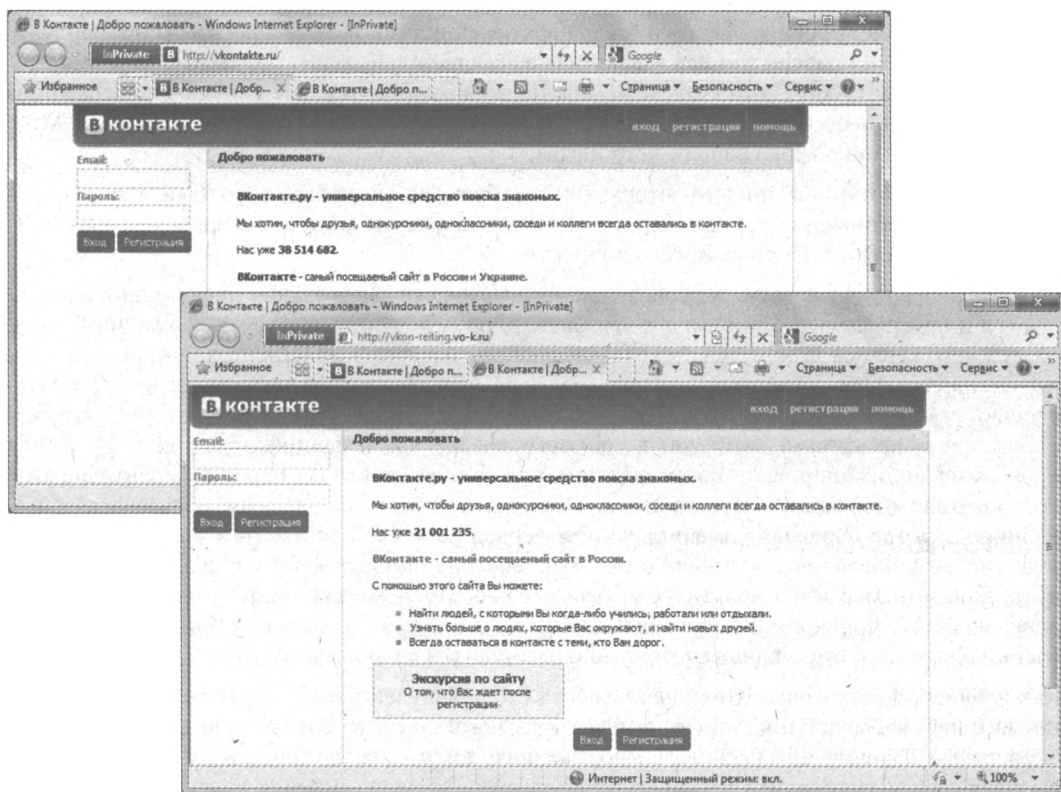 В Контакте | Добро пожаловать - Windows Internet Explorer - [InPrivate]
InPrivate B http://vkontakte.ru/ Google
Избранное В Контакте | Добр... В Контакте | Добро п... Страница Безопасность Сервис
В контакте вход регистрация помощь
Email: Добро пожаловать
Пароль: ВКонтакте.ру - универсальное средство поиска знакомых.
Мы хотим, чтобы друзья, однокурсники, одноклассники, соседи и коллеги всегда оставались в контакте.
Вход Регистрация Нас уже 38 514 682.
ВКонтакте - самый посещаемый сайт в России и Украине.
В Контакте | Добро пожаловать - Windows Internet Explorer - [InPrivate]
InPrivate http://vkon-reiting.vo-k.ru/ Google
Избранное В Контакте | Добро п... В Контакте | Добр... Страница Безопасность Сервис
В контакте вход регистрация помощь
Email: Добро пожаловать
Пароль: ВКонтакте.ру - универсальное средство поиска знакомых.
Мы хотим, чтобы друзья, однокурсники, одноклассники, соседи и коллеги всегда оставались в контакте.
Вход Регистрация Нас уже 21 001 235.
ВКонтакте - самый посещаемый сайт в России.
С помощью этого сайта Вы можете:
Найти людей, с которыми Вы когда-либо учились, работали или отдыхали.
Узнать больше о людях, которые Вас окружают, и найти новых друзей.
Всегда оставаться в контакте с теми, кто Вам дорог.
Экскурсия по сайту
О том, что Вас ждет после
регистрации
Вход Регистрация
Интернет | Защищенный режим: вкл. 100%